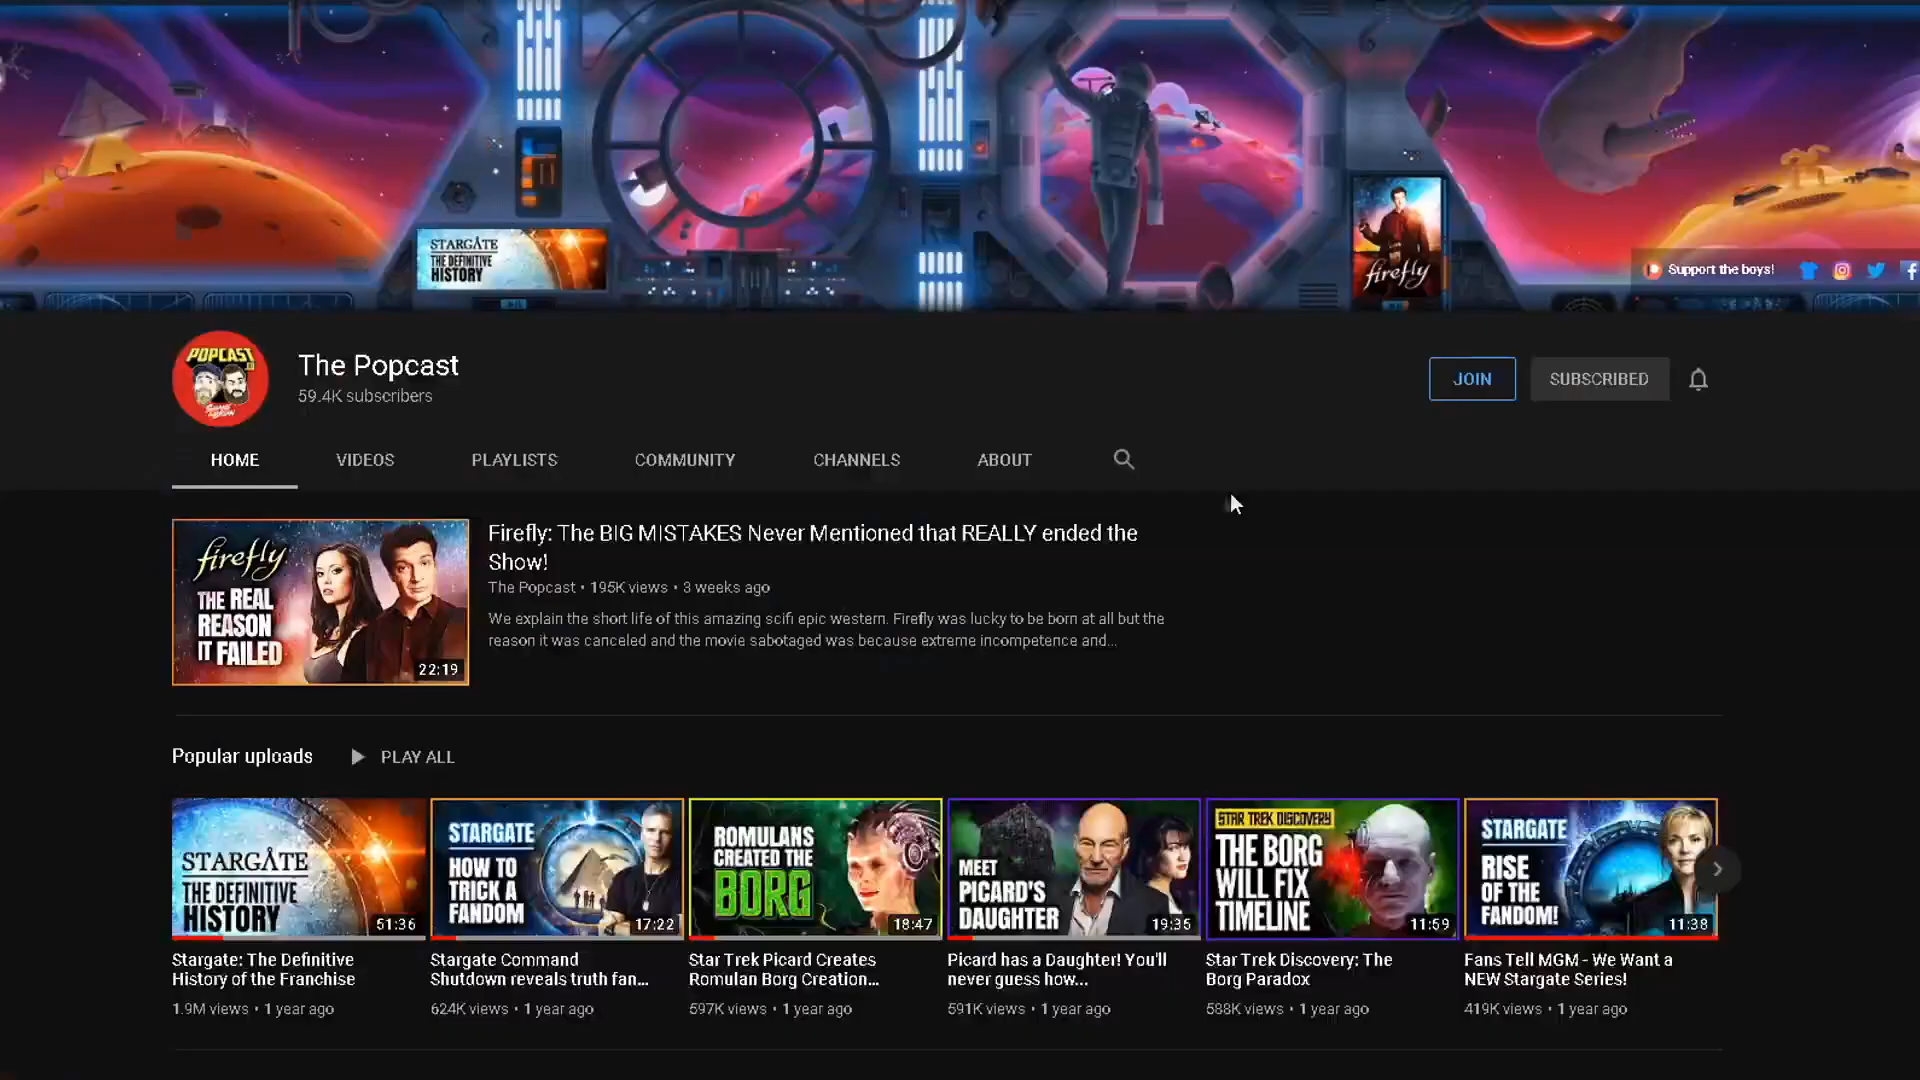 STARGATE
THE DEFINITIVE
HISTORY
firefly
Support the boys!
POPCAST
The Popcast
59.4K subscribers
JOIN
SUBSCRIBED
HOME
VIDEOS
PLAYLISTS
COMMUNITY
CHANNELS
ABOUT
firefly
THE REAL
REASON
IT FAILED
22:19
Firefly: The BIG MISTAKES Never Mentioned that REALLY ended the
Show!
The Popcast • 195K views • 3 weeks ago
We explain the short life of this amazing scifi epic western. Firefly was lucky to be born at all but the
reason it was canceled and the movie sabotaged was because extreme incompetence and...
Popular uploads
PLAY ALL
STARGATE
THE DEFINITIVE
HISTORY
51:36
Stargate: The Definitive
History of the Franchise
1.9M views • 1 year ago
STARGATE
HOW TO
TRICK A
FANDOM
17:22
Stargate Command
Shutdown reveals truth fan...
624K views • 1 year ago
ROMULANS
CREATED THE
BORG
18:47
Star Trek Picard Creates
Romulan Borg Creation...
597K views • 1 year ago
MEET
PICARD'S
DAUGHTER
19:35
Picard has a Daughter! You'll
never guess how...
591K views • 1 year ago
STAR TREK DISCOVERY
THE BORG
WILL FIX
TIMELINE
11:59
Star Trek Discovery: The
Borg Paradox
588K views • 1 year ago
STARGATE
RISE
OF THE
FANDOM!
11:38
Fans Tell MGM - We Want a
NEW Stargate Series!
419K views • 1 year ago